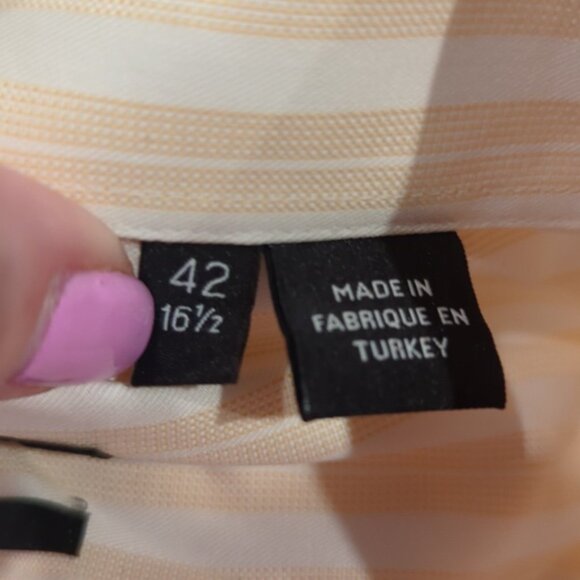 42
16½
MADE IN
FABRIQUE EN
TURKEY